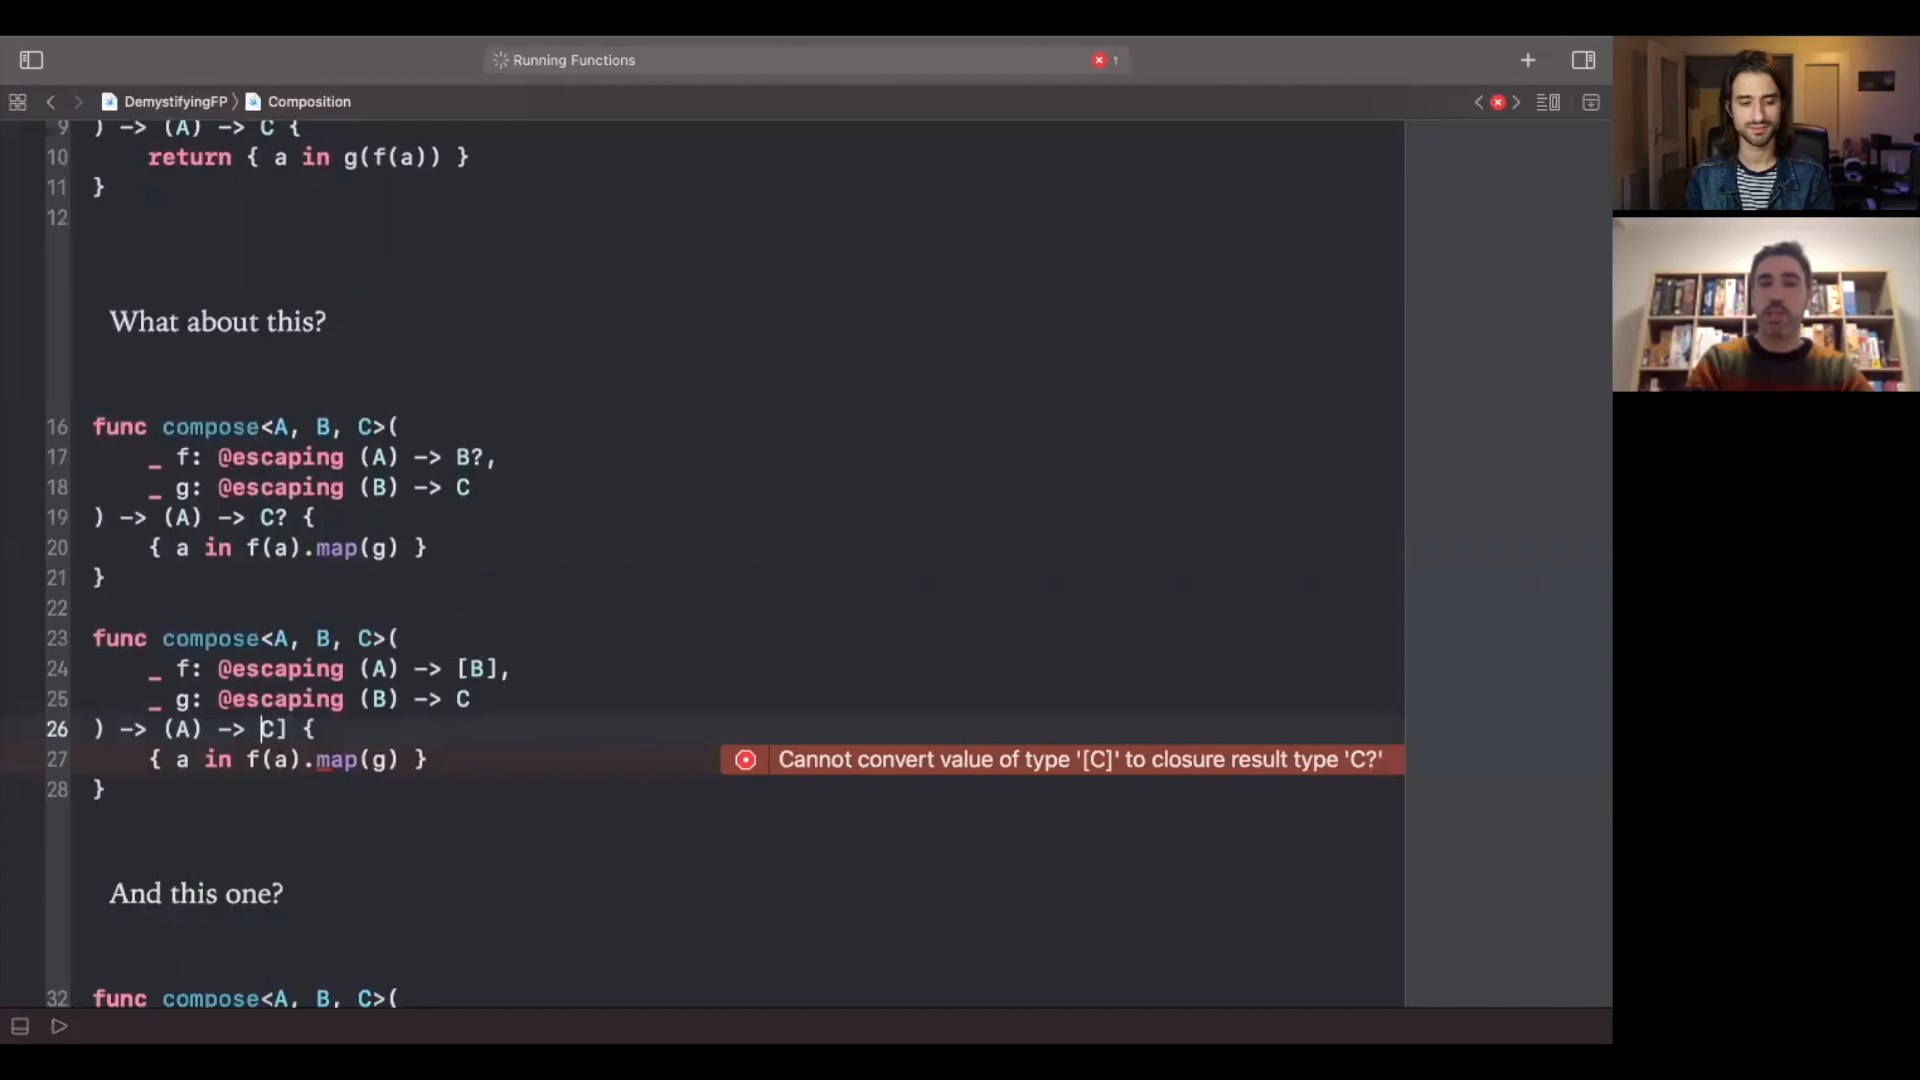 Running Functions 1
DemystifyingFP Composition
9 ) -> (A) -> C {
10 return { a in g(f(a)) }
11 }
12
What about this?
16 func compose<A, B, C>(
17 _ f: @escaping (A) -> B?,
18 _ g: @escaping (B) -> C
19 ) -> (A) -> C? {
20 { a in f(a).map(g) }
21 }
22
23 func compose<A, B, C>(
24 _ f: @escaping (A) -> [B],
25 _ g: @escaping (B) -> C
26 ) -> (A) -> C] {
27 { a in f(a).map(g) } Cannot convert value of type '[C]' to closure result type 'C?'
28 }
And this one?
32 func compose<A, B, C>(